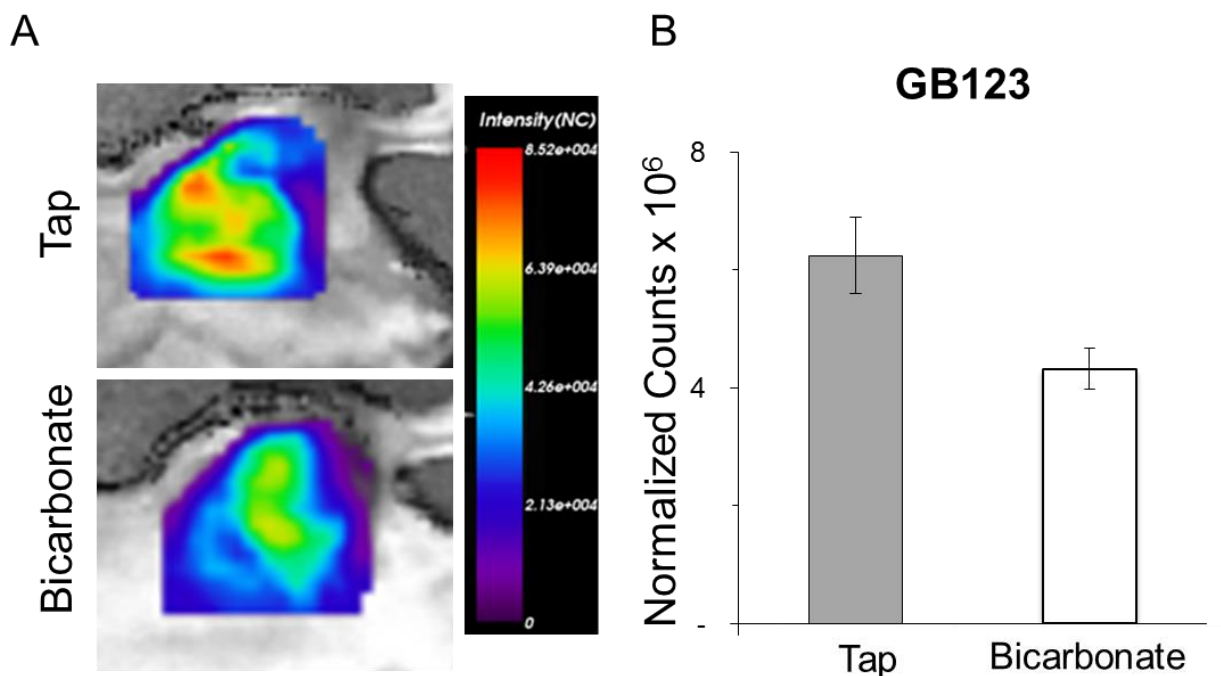 A
Tap
Bicarbonate
Intensity(NC)
8.52e+004
6.39e+004
4.26e+004
2.13e+004
0
B
GB123
Normalized Counts x 10⁶
8
4
-
Tap
Bicarbonate